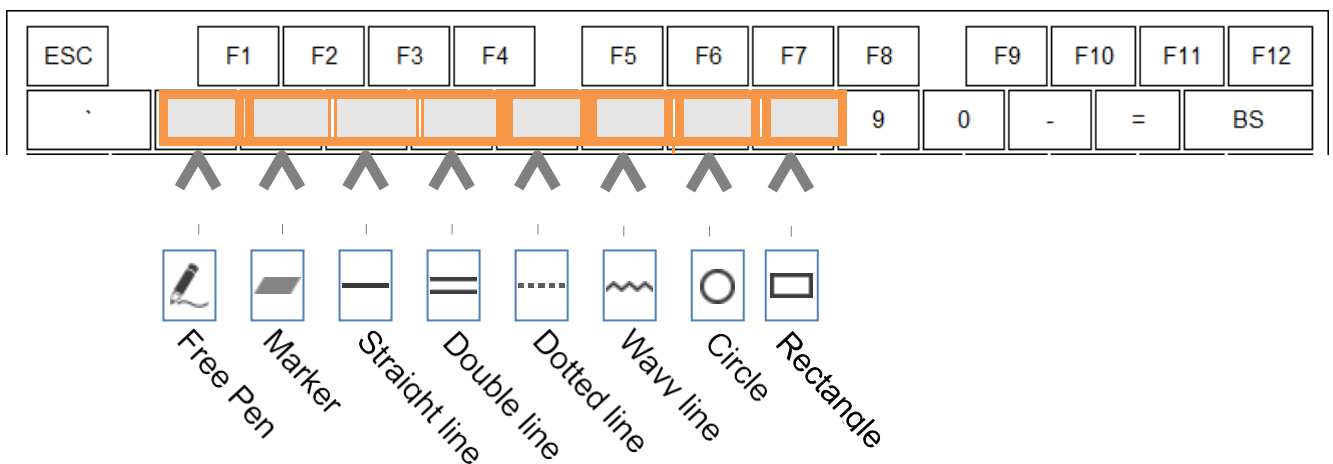 ESC F1 F2 F3 F4 F5 F6 F7 F8 F9 F10 F11 F12
` 9 0 - = BS
Free Pen
Marker
Straight line
Double line
Dotted line
Wavy line
Circle
Rectangle